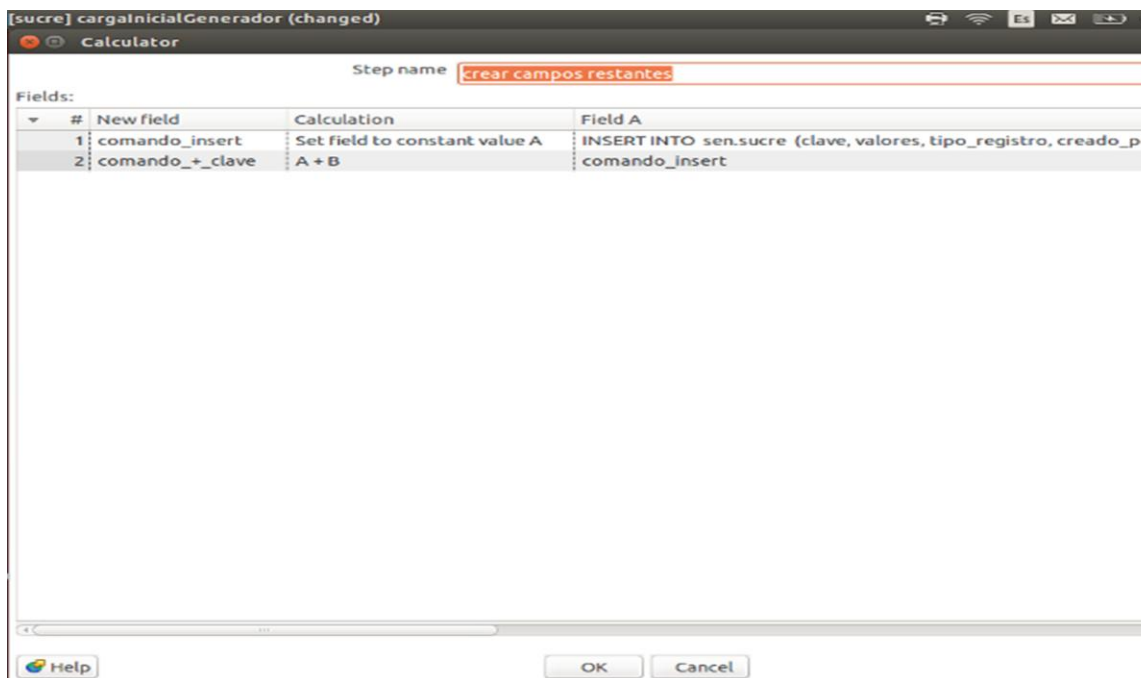 [sucre] cargaInicialGenerador (changed) Es
Calculator
Step name crear campos restantes
Fields:
# New field Calculation Field A
1 comando_insert Set field to constant value A INSERT INTO sen.sucre (clave, valores, tipo_registro, creado_p
2 comando_+_clave A + B comando_insert
Help OK Cancel